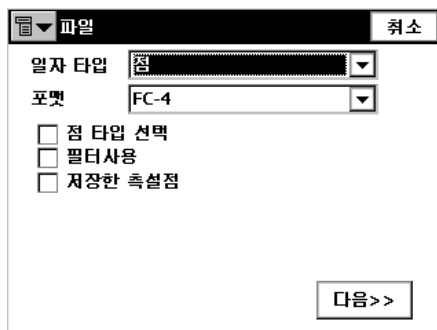 파일 취소
일자 타입 점
포맷 FC-4
점 타입 선택
필터사용
저장한 측설점
다음>>